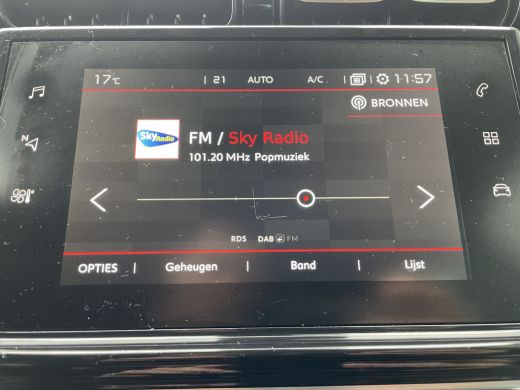 17°C | 21 AUTO A/C | 11:57
BRONNEN
Sky Radio
FM / Sky Radio
101.20 MHz Popmuziek
RDS DAB FM
OPTIES | Geheugen | Band | Lijst
N